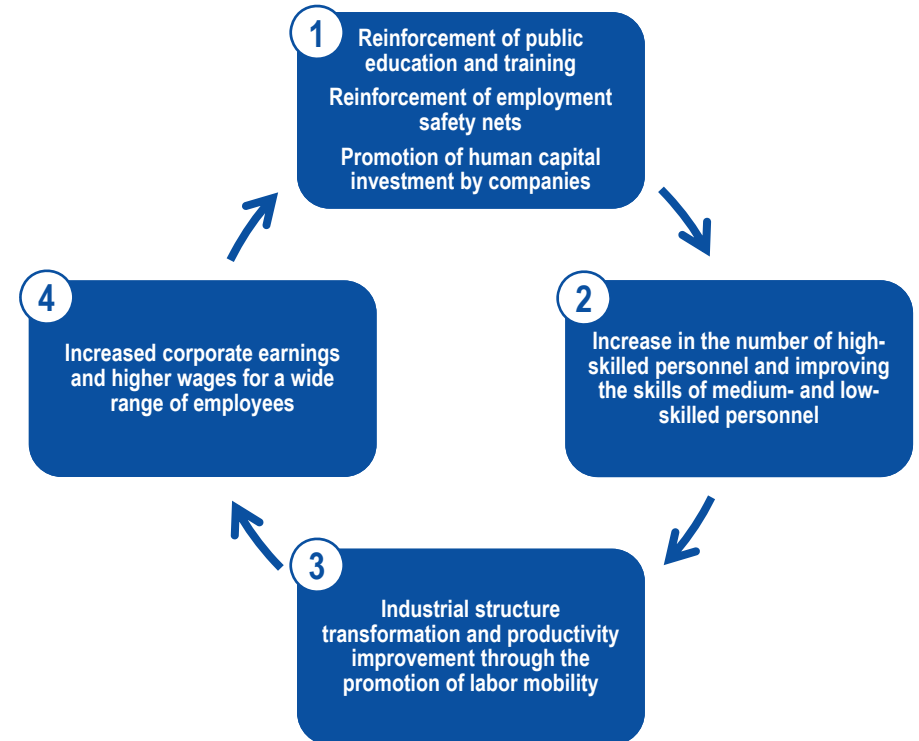 1
Reinforcement of public
education and training
Reinforcement of employment
safety nets
Promotion of human capital
investment by companies
2
Increase in the number of high-
skilled personnel and improving
the skills of medium- and low-
skilled personnel
3
Industrial structure
transformation and productivity
improvement through the
promotion of labor mobility
4
Increased corporate earnings
and higher wages for a wide
range of employees